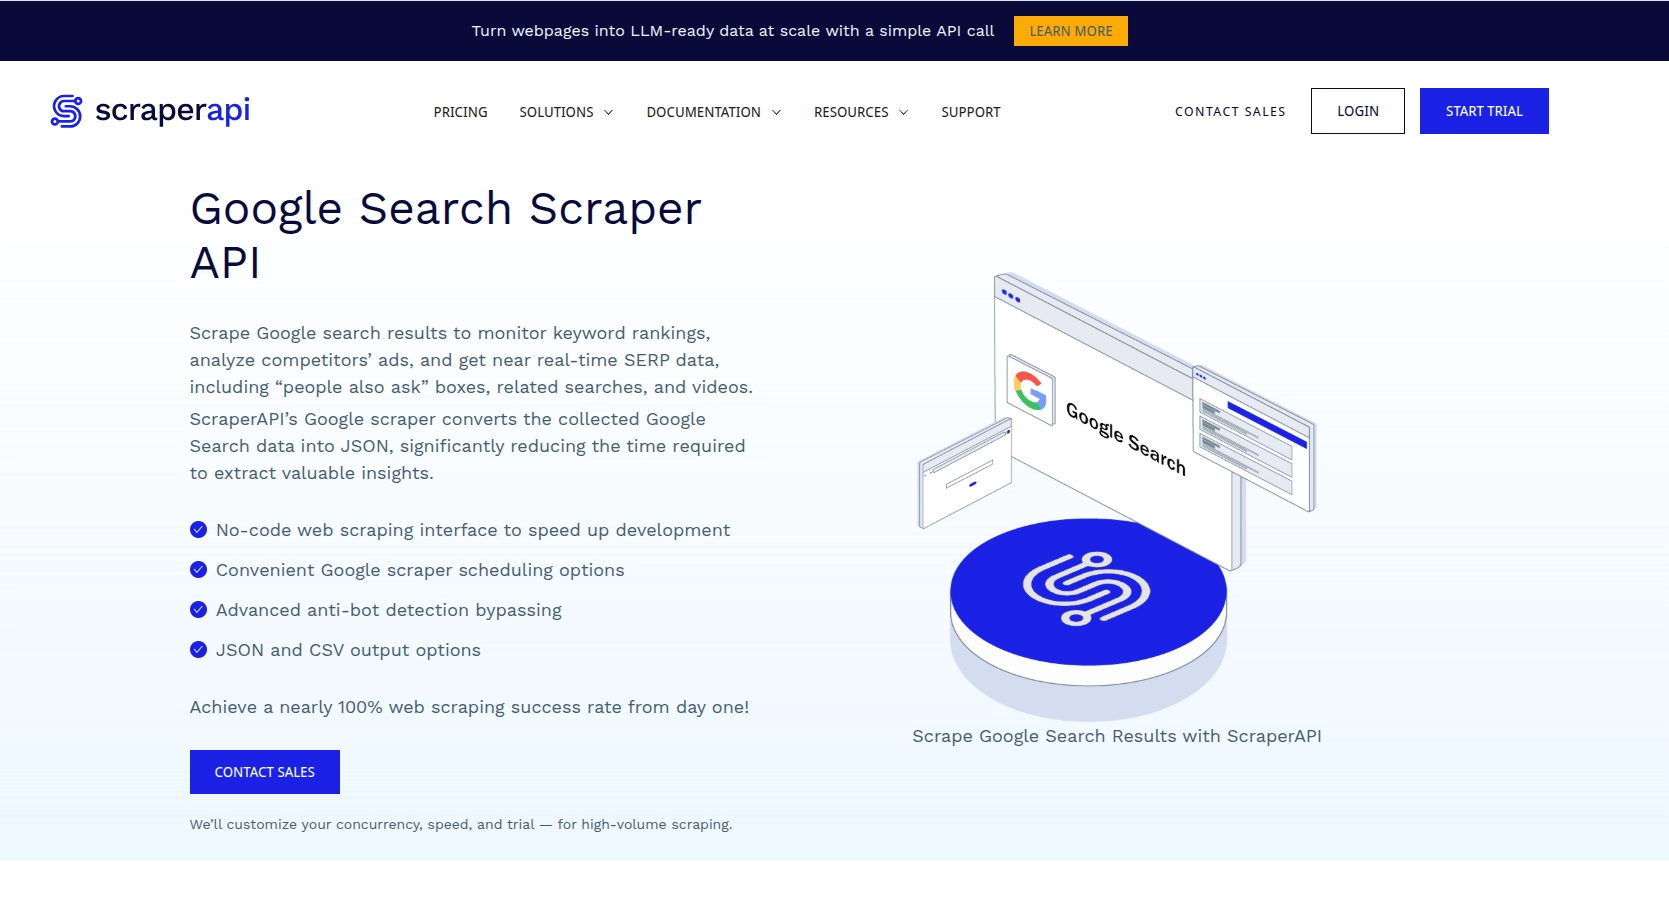 Turn webpages into LLM-ready data at scale with a simple API call
LEARN MORE
scraperapi
PRICING
SOLUTIONS
DOCUMENTATION
RESOURCES
SUPPORT
CONTACT SALES
LOGIN
START TRIAL
Google Search Scraper
API
Scrape Google search results to monitor keyword rankings,
analyze competitors’ ads, and get near real-time SERP data,
including “people also ask” boxes, related searches, and videos.
ScraperAPI’s Google scraper converts the collected Google
Search data into JSON, significantly reducing the time required
to extract valuable insights.
No-code web scraping interface to speed up development
Convenient Google scraper scheduling options
Advanced anti-bot detection bypassing
JSON and CSV output options
Achieve a nearly 100% web scraping success rate from day one!
CONTACT SALES
We’ll customize your concurrency, speed, and trial — for high-volume scraping.
Google Search
Scrape Google Search Results with ScraperAPI